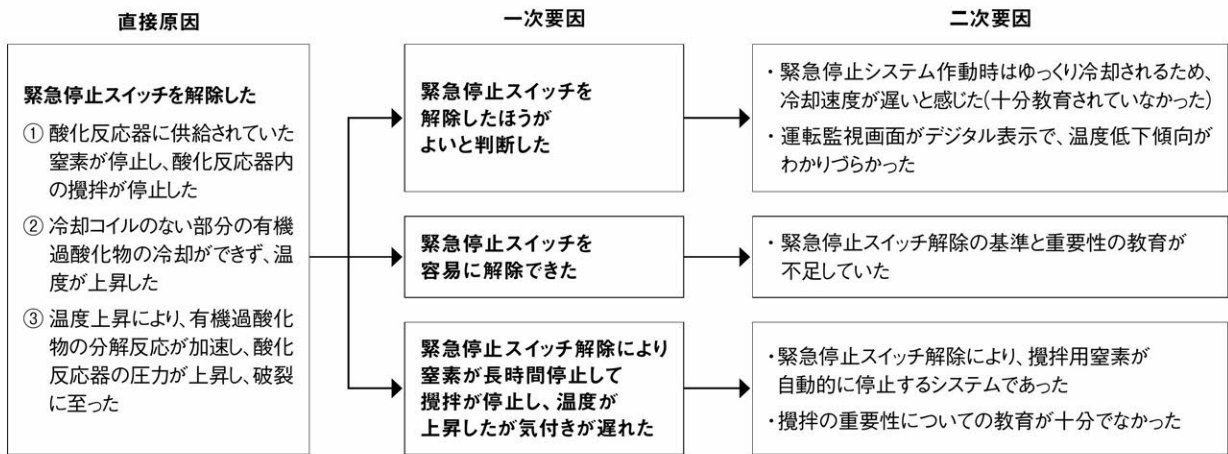 直接原因
一次要因
二次要因
緊急停止スイッチを解除した
① 酸化反応器に供給されていた
窒素が停止し、酸化反応器内
の攪拌が停止した
② 冷却コイルのない部分の有機
過酸化物の冷却ができず、温
度が上昇した
③ 温度上昇により、有機過酸化
物の分解反応が加速し、酸化
反応器の圧力が上昇し、破裂
に至った
緊急停止スイッチを
解除したほうが
よいと判断した
・緊急停止システム作動時はゆっくり冷却されるため、
冷却速度が遅いと感じた(十分教育されていなかった)
・運転監視画面がデジタル表示で、温度低下傾向が
わかりづらかった
緊急停止スイッチを
容易に解除できた
・緊急停止スイッチ解除の基準と重要性の教育が
不足していた
緊急停止スイッチ解除により
窒素が長時間停止して
攪拌が停止し、温度が
上昇したが気付きが遅れた
・緊急停止スイッチ解除により、攪拌用窒素が
自動的に停止するシステムであった
・攪拌の重要性についての教育が十分でなかった